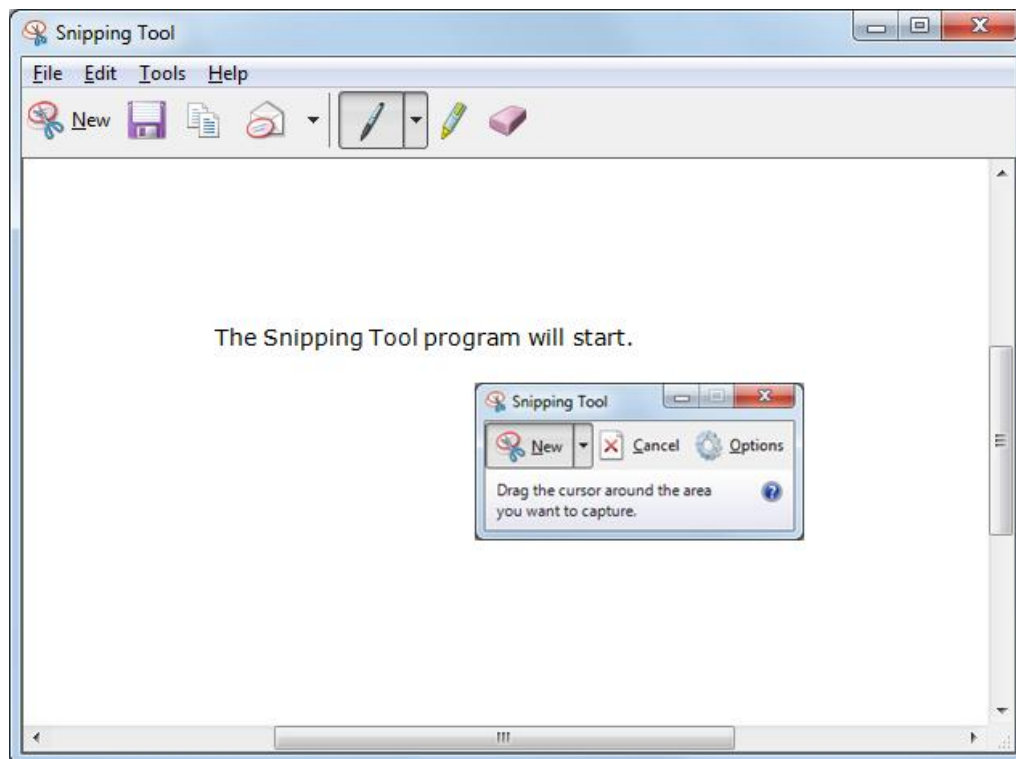 Snipping Tool
File Edit Tools Help
New
The Snipping Tool program will start.
Snipping Tool
New Cancel Options
Drag the cursor around the area
you want to capture.